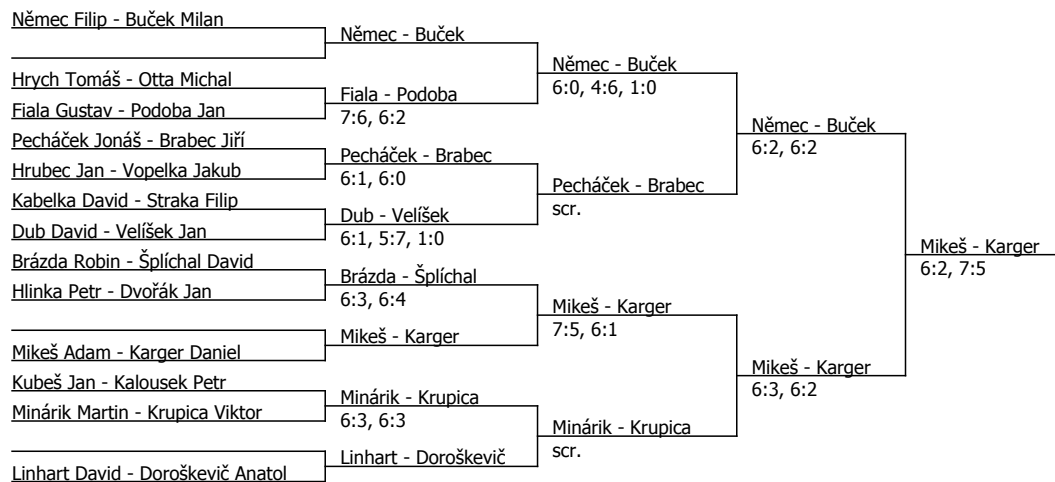 Němec Filip - Buček Milan
Hrych Tomáš - Otta Michal
Fiala Gustav - Podoba Jan
Pecháček Jonáš - Brabec Jiří
Hrubec Jan - Vopelka Jakub
Kabelka David - Straka Filip
Dub David - Velíšek Jan
Brázda Robin - Šplíchal David
Hlinka Petr - Dvořák Jan
Mikeš Adam - Karger Daniel
Kubeš Jan - Kalousek Petr
Minárik Martin - Krupica Viktor
Linhart David - Doroškevič Anatol
Němec - Buček
Fiala - Podoba
7:6, 6:2
Pecháček - Brabec
6:1, 6:0
Dub - Velíšek
6:1, 5:7, 1:0
Brázda - Šplíchal
6:3, 6:4
Mikeš - Karger
Minárik - Krupica
6:3, 6:3
Linhart - Doroškevič
Němec - Buček
6:0, 4:6, 1:0
Pecháček - Brabec
scr.
Mikeš - Karger
7:5, 6:1
Minárik - Krupica
scr.
Němec - Buček
6:2, 6:2
Mikeš - Karger
6:3, 6:2
Mikeš - Karger
6:2, 7:5